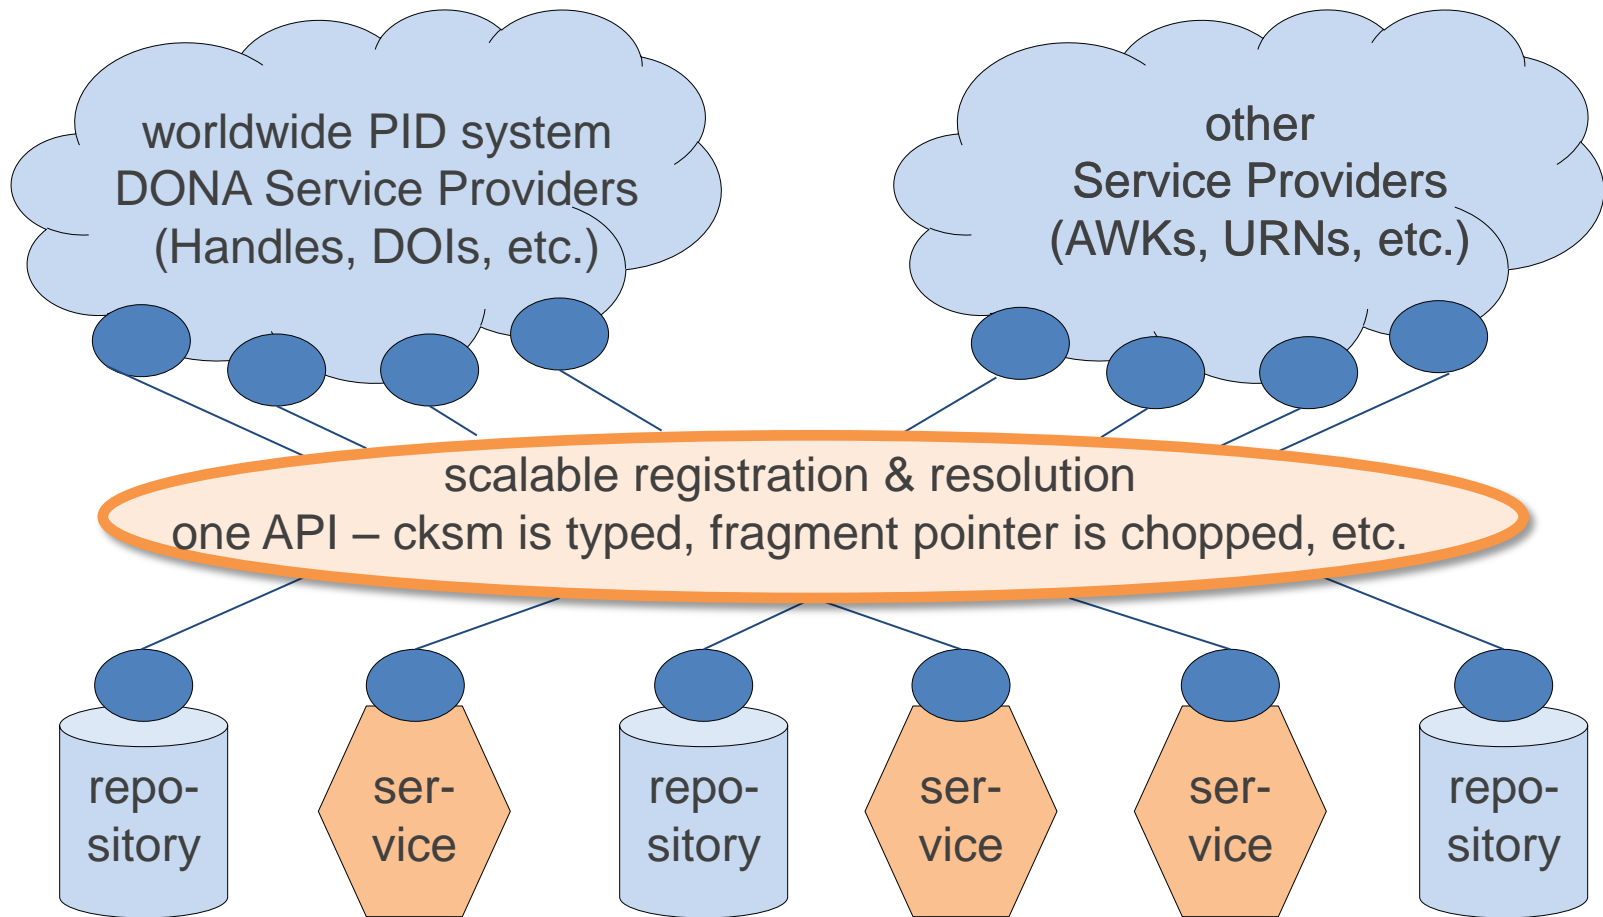 worldwide PID system
DONA Service Providers
(Handles, DOIs, etc.)
other
Service Providers
(AWKs, URNs, etc.)
scalable registration & resolution
one API – cksm is typed, fragment pointer is chopped, etc.
repo-
sitory
ser-
vice
repo-
sitory
ser-
vice
ser-
vice
repo-
sitory